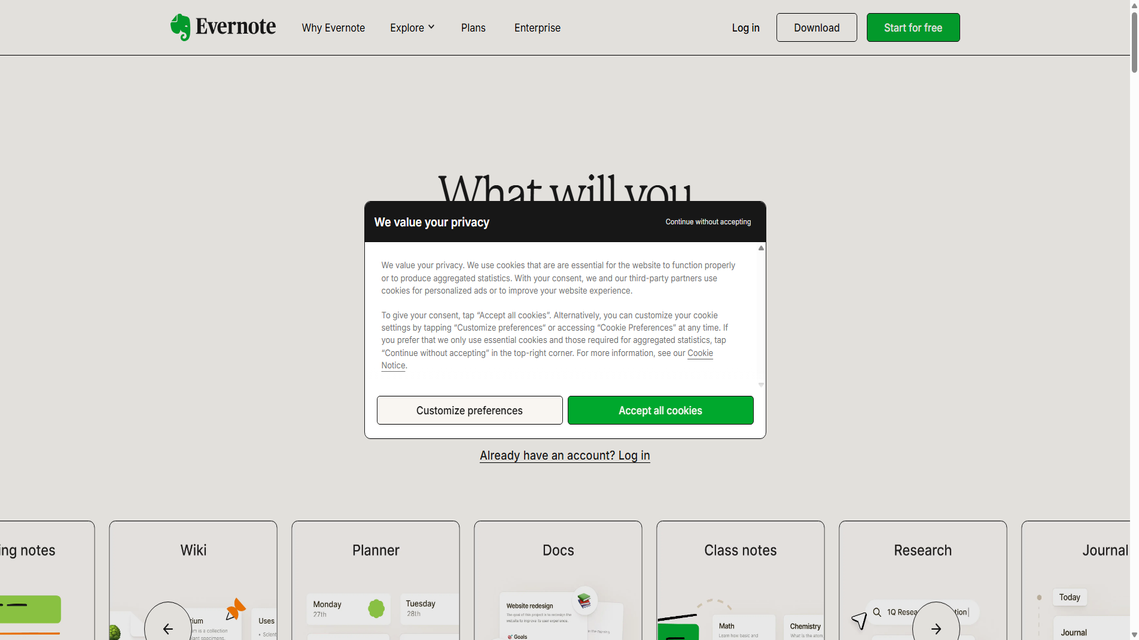 Evernote
Why Evernote
Explore
Plans
Enterprise
Log in
Download
Start for free
What will you
We value your privacy
Continue without accepting
We value your privacy. We use cookies that are are essential for the website to function properly
or to produce aggregated statistics. With your consent, we and our third-party partners use
cookies for personalized ads or to improve your website experience.
To give your consent, tap “Accept all cookies”. Alternatively, you can customize your cookie
settings by tapping “Customize preferences” or accessing “Cookie Preferences” at any time. If
you prefer that we only use essential cookies and those required for aggregated statistics, tap
“Continue without accepting” in the top-right corner. For more information, see our Cookie
Notice.
Customize preferences
Accept all cookies
Already have an account? Log in
ing notes
Wiki
Planner
Docs
Class notes
Research
Journal
Monday
27th
Tuesday
28th
Website redesign
Goals
Uses
Math
Chemistry
1Q Resea
tion
Today
Journal